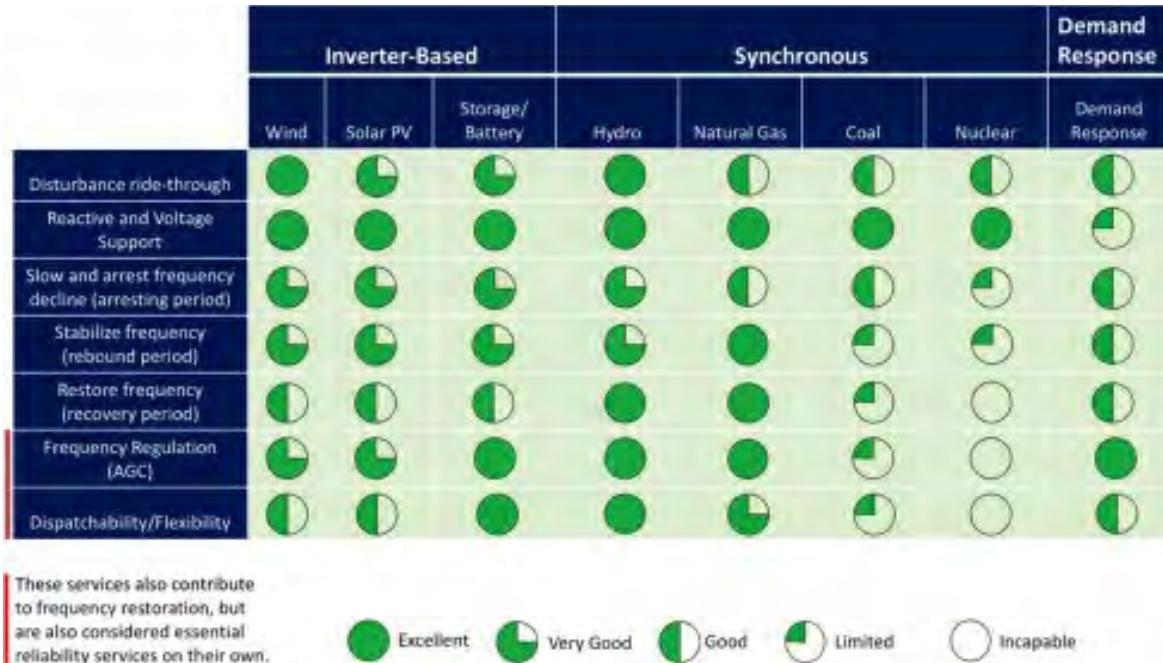 Inverter-Based
Synchronous
Demand
Response
Wind
Solar PV
Storage/
Battery
Hydro
Natural Gas
Coal
Nuclear
Demand
Response
Disturbance ride-through
Reactive and Voltage
Support
Slow and arrest frequency
decline (arresting period)
Stabilize frequency
(rebound period)
Restore frequency
(recovery period)
Frequency Regulation
(AGC)
Dispatchability/Flexibility
These services also contribute
to frequency restoration, but
are also considered essential
reliability services on their own.
Excellent
Very Good
Good
Limited
Incapable